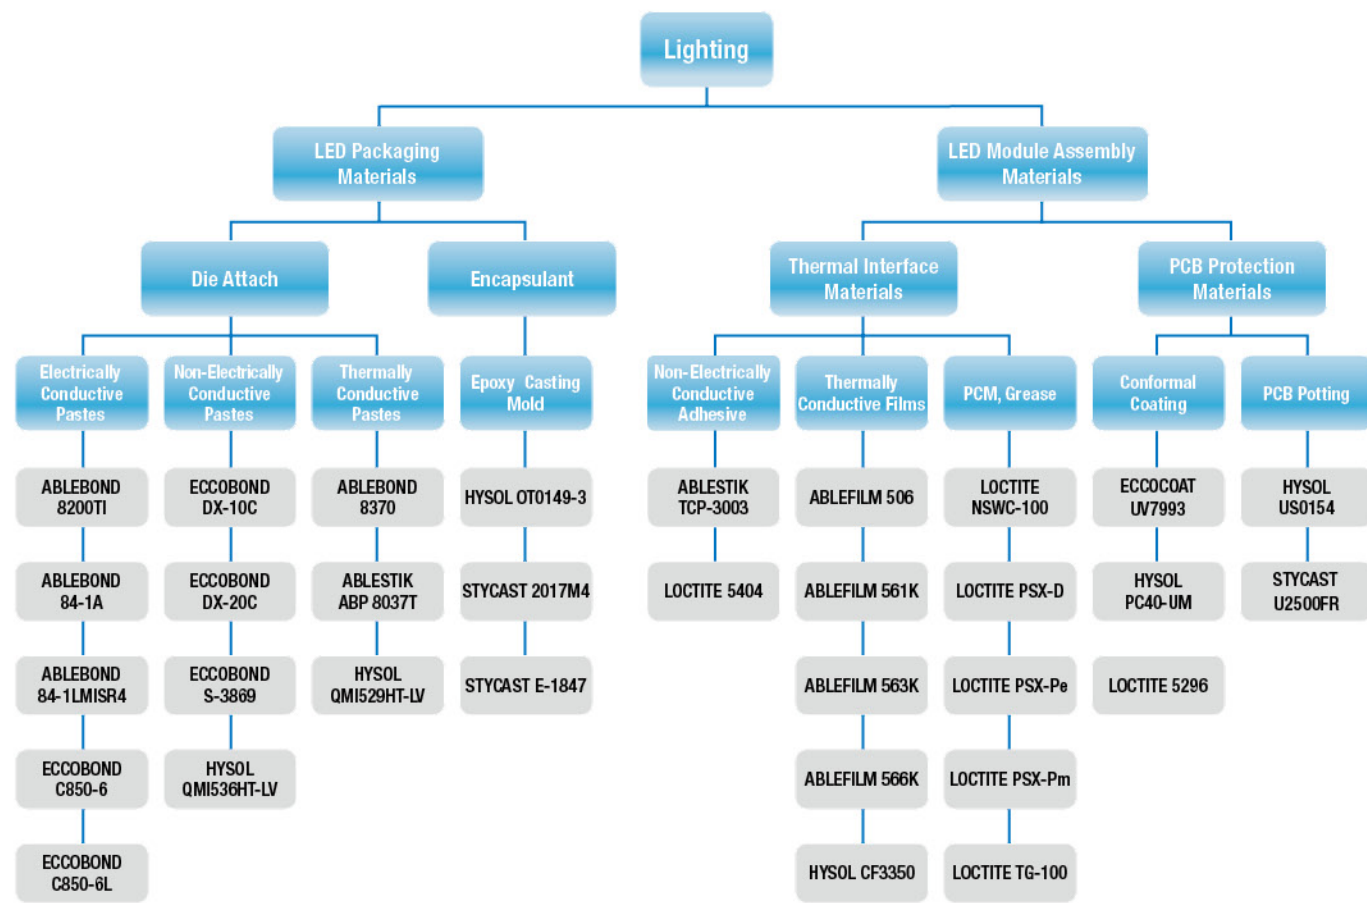 Lighting
LED Packaging
Materials
LED Module Assembly
Materials
Die Attach
Encapsulant
Thermal Interface
Materials
PCB Protection
Materials
Electrically
Conductive
Pastes
Non-Electrically
Conductive
Pastes
Thermally
Conductive
Pastes
Epoxy Casting
Mold
Non-Electrically
Conductive
Adhesive
Thermally
Conductive Films
PCM, Grease
Conformal
Coating
PCB Potting
ABLEBOND
8200TI
ECCOBOND
DX-10C
ABLEBOND
8370
HYSOL OT0149-3
ABLESTIK
TCP-3003
ABLEFILM 506
LOCTITE
NSWC-100
ECCOCOAT
UV7993
HYSOL
US0154
ABLEBOND
84-1A
ECCOBOND
DX-20C
ABLESTIK
ABP 8037T
STYCAST 2017M4
LOCTITE 5404
ABLEFILM 561K
LOCTITE PSX-D
HYSOL
PC40-UM
STYCAST
U2500FR
ABLEBOND
84-1LMISR4
ECCOBOND
S-3869
HYSOL
QMI529HT-LV
STYCAST E-1847
ABLEFILM 563K
LOCTITE PSX-Pe
LOCTITE 5296
ECCOBOND
C850-6
HYSOL
QMI536HT-LV
ABLEFILM 566K
LOCTITE PSX-Pm
ECCOBOND
C850-6L
HYSOL CF3350
LOCTITE TG-100